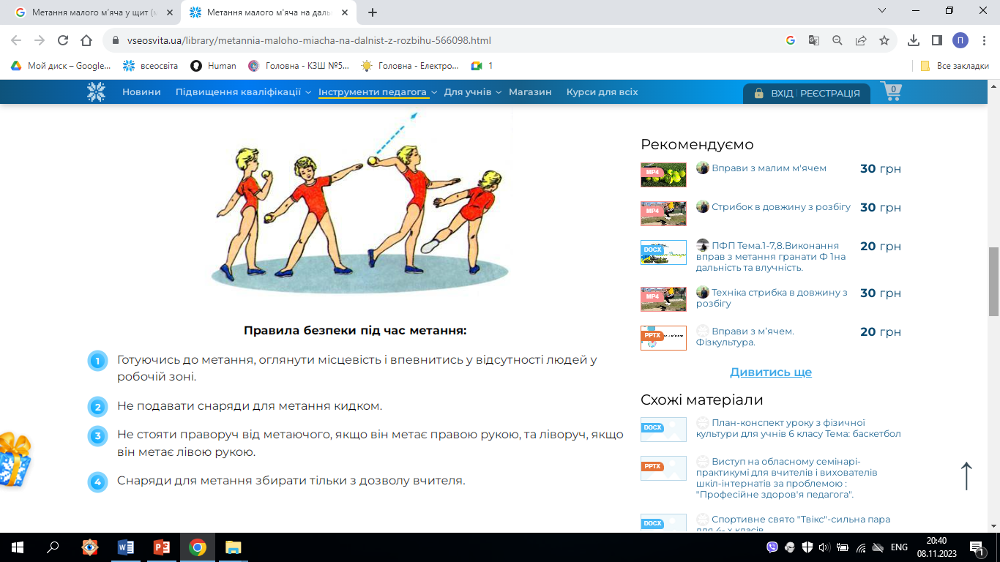 Метання малого м'яча у щит (м
Метання малого м'яча на даль
vseosvita.ua/library/metannia-maloho-miacha-na-dalnist-z-rozbihu-566098.html
П
Мой диск – Google...
всеосвіта
Human
Головна - КЗШ №5...
Головна - Електро...
1
Все закладки
Новини
Підвищення кваліфікації
Інструменти педагога
Для учнів
Магазин
Курси для всіх
ВХІД | РЕЄСТРАЦІЯ
0
Правила безпеки під час метання:
1 Готуючись до метання, оглянути місцевість і впевнитись у відсутності людей у
робочій зоні.
2 Не подавати снаряди для метання кидком.
3 Не стояти праворуч від метаючого, якщо він метає правою рукою, та ліворуч, якщо
він метає лівою рукою.
4 Снаряди для метання збирати тільки з дозволу вчителя.
Рекомендуємо
MP4 Вправи з малим м'ячем 30 грн
MP4 Стрибок в довжину з розбігу 30 грн
DOCX ПФП Тема.1-7,8.Виконання 20 грн
вправ з метання гранати Ф 1на
дальність та влучність.
MP4 Техніка стрибка в довжину з 30 грн
розбігу
PPTX Вправи з м'ячем. 20 грн
Фізкультура.
Дивитись ще
Схожі матеріали
DOCX План-конспект уроку з фізичної
культури для учнів 6 класу Тема: баскетбол
PPTX Виступ на обласному семінарі-
практикумі для вчителів і вихователів
шкіл-інтернатів за проблемою :
"Професійне здоров'я педагога".
DOCX Спортивне свято "Твікс"-сильна пара
для 4- х класів
ENG
20:40
08.11.2023
1